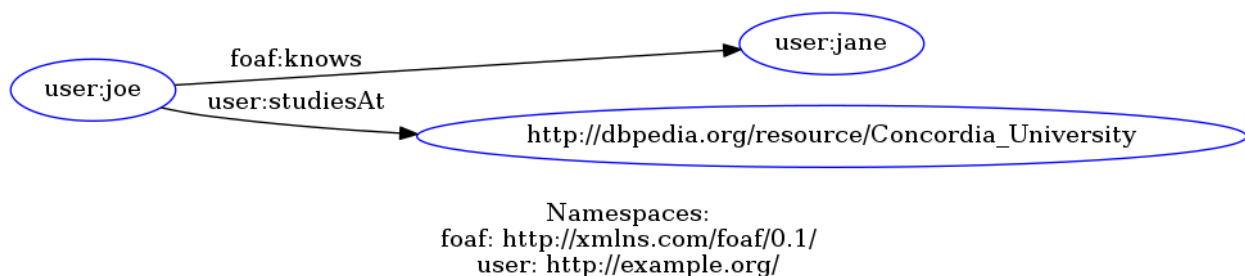 user:jane
foaf:knows
user:joe
user:studiesAt
http://dbpedia.org/resource/Concordia_University
Namespaces:
foaf: http://xmlns.com/foaf/0.1/
user: http://example.org/